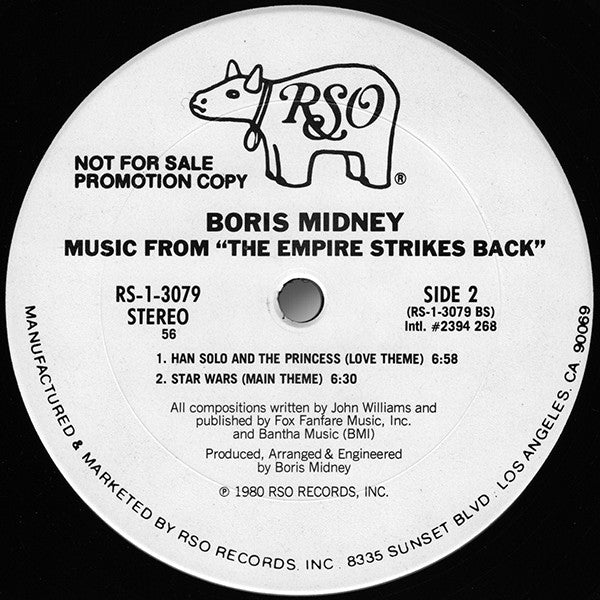 RSO
®
NOT FOR SALE
PROMOTION COPY
BORIS MIDNEY
MUSIC FROM “THE EMPIRE STRIKES BACK”
RS-1-3079
STEREO
56
SIDE 2
(RS-1-3079 BS)
Intl. #2394 268
1. HAN SOLO AND THE PRINCESS (LOVE THEME) 6:58
2. STAR WARS (MAIN THEME) 6:30
All compositions written by John Williams and
published by Fox Fanfare Music, Inc.
and Bantha Music (BMI)
Produced, Arranged & Engineered
by Boris Midney
℗ 1980 RSO RECORDS, INC.
MANUFACTURED & MARKETED BY RSO RECORDS, INC. 8335 SUNSET BLVD. LOS ANGELES, CA. 90069